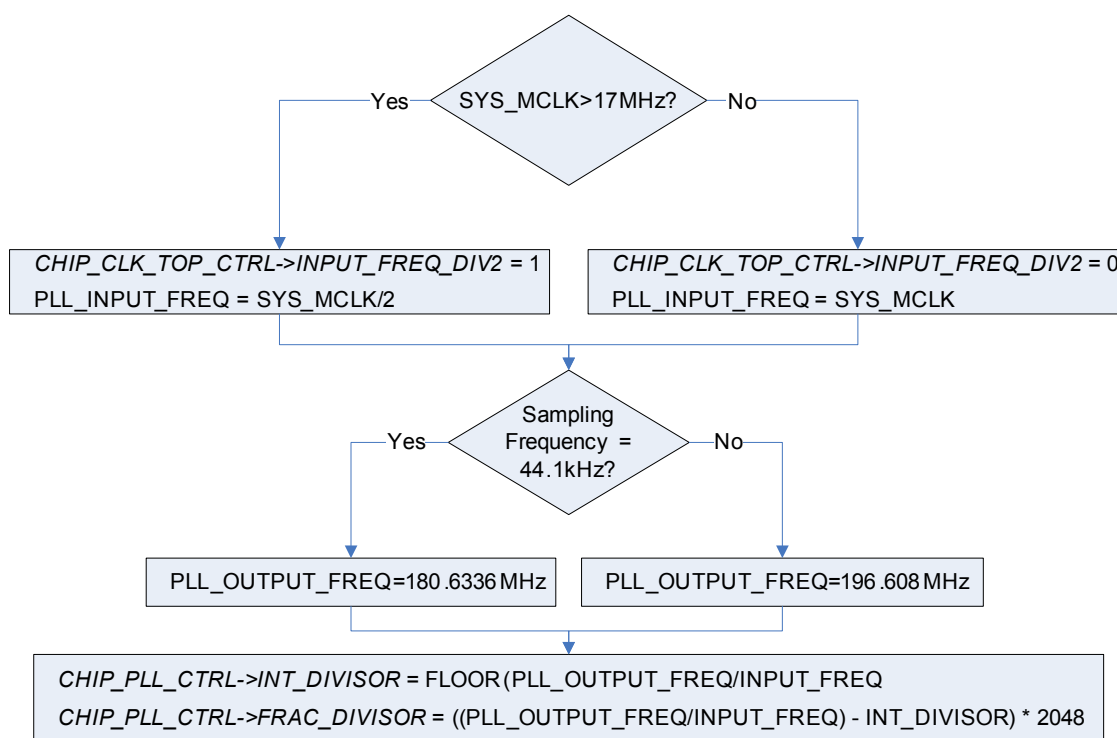 SYS_MCLK>17MHz?
Yes
No
CHIP_CLK_TOP_CTRL->INPUT_FREQ_DIV2 = 1
PLL_INPUT_FREQ = SYS_MCLK/2
CHIP_CLK_TOP_CTRL->INPUT_FREQ_DIV2 = 0
PLL_INPUT_FREQ = SYS_MCLK
Sampling
Frequency =
44.1kHz?
Yes
No
PLL_OUTPUT_FREQ=180.6336 MHz
PLL_OUTPUT_FREQ=196.608 MHz
CHIP_PLL_CTRL->INT_DIVISOR = FLOOR(PLL_OUTPUT_FREQ/INPUT_FREQ
CHIP_PLL_CTRL->FRAC_DIVISOR = ((PLL_OUTPUT_FREQ/INPUT_FREQ) - INT_DIVISOR) * 2048